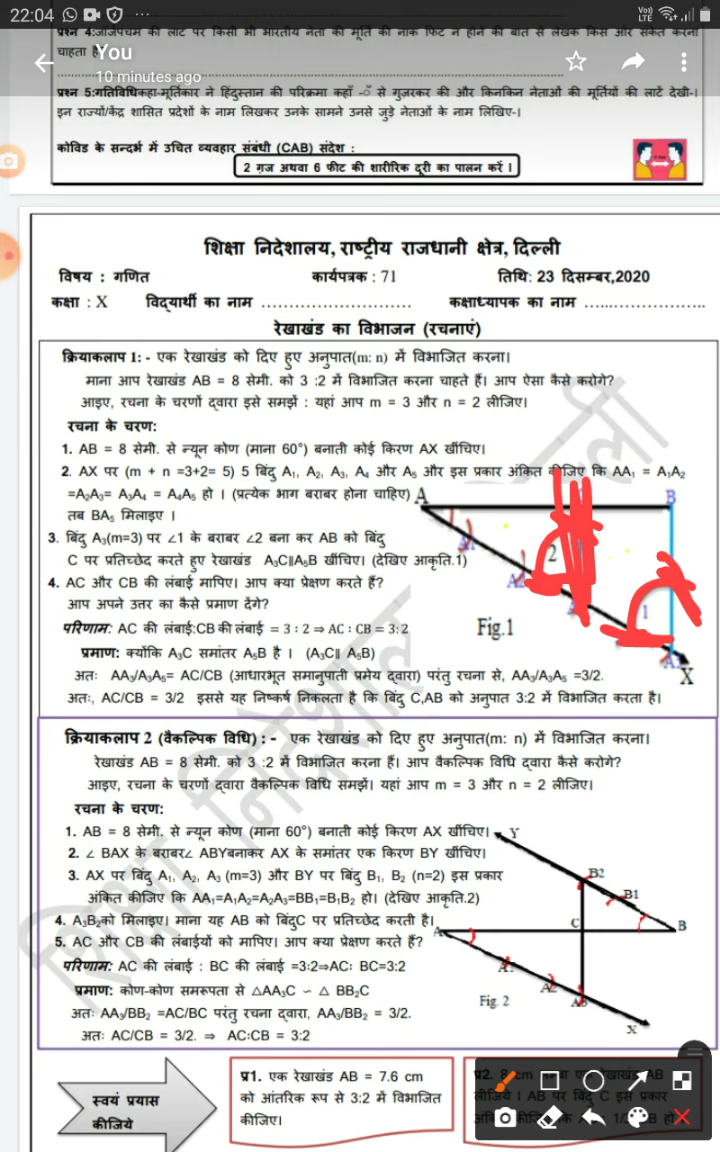 22:04
You
10 minutes ago
प्रश्न 4:जॉर्जपंचम की लाट पर किसी भी भारतीय नेता की मूर्ति की नाक फिट न होने की बात से लेखक किस ओर संकेत करना
चाहता है
प्रश्न 5:गतिविधिकहा-मूर्तिकार ने हिंदुस्तान की परिक्रमा कहाँ -ँ से गुजरकर की और किनकिन नेताओं की मूर्तियों की लाटें देखी-।
इन राज्यों/केंद्र शासित प्रदेशों के नाम लिखकर उनके सामने उनसे जुड़े नेताओं के नाम लिखिए-।
कोविड के सन्दर्भ में उचित व्यवहार संबंधी (CAB) संदेश :
2 ग़ज अथवा 6 फीट की शारीरिक दूरी का पालन करें !
शिक्षा निदेशालय, राष्ट्रीय राजधानी क्षेत्र, दिल्ली
विषय : गणित कार्यपत्रक : 71 तिथि: 23 दिसम्बर,2020
कक्षा : X विद्यार्थी का नाम ............................ कक्षाध्यापक का नाम ......................
रेखाखंड का विभाजन (रचनाएं)
क्रियाकलाप 1: - एक रेखाखंड को दिए हुए अनुपात(m: n) में विभाजित करना।
माना आप रेखाखंड AB = 8 सेमी. को 3 :2 में विभाजित करना चाहते हैं। आप ऐसा कैसे करोगे?
आइए, रचना के चरणों द्वारा इसे समझें : यहां आप m = 3 और n = 2 लीजिए।
रचना के चरण:
1. AB = 8 सेमी. से न्यून कोण (माना 60°) बनाती कोई किरण AX खींचिए।
2. AX पर (m + n =3+2= 5) 5 बिंदु A₁, A₂, A₃, A₄ और A₅ और इस प्रकार अंकित कीजिए कि AA₁ = A₁A₂
=A₂A₃= A₃A₄ = A₄A₅ हो । (प्रत्येक भाग बराबर होना चाहिए)
तब BA₅ मिलाइए ।
3. बिंदु A₃(m=3) पर ∠1 के बराबर ∠2 बना कर AB को बिंदु
C पर प्रतिच्छेद करते हुए रेखाखंड A₃C∥A₅B खींचिए। (देखिए आकृति.1)
4. AC और CB की लंबाई मापिए। आप क्या प्रेक्षण करते हैं?
आप अपने उत्तर का कैसे प्रमाण देंगे?
परिणाम: AC की लंबाई:CB की लंबाई = 3 : 2 ⇒ AC : CB = 3: 2
प्रमाण: क्योंकि A₃C समांतर A₅B है । (A₃C∥ A₅B)
अतः AA₃/A₃A₅= AC/CB (आधारभूत समानुपाती प्रमेय द्वारा) परंतु रचना से, AA₃/A₃A₅ =3/2.
अतः, AC/CB = 3/2 इससे यह निष्कर्ष निकलता है कि बिंदु C,AB को अनुपात 3:2 में विभाजित करता है।
A B 2 1 X
Fig.1
क्रियाकलाप 2 (वैकल्पिक विधि) : - एक रेखाखंड को दिए हुए अनुपात(m: n) में विभाजित करना।
रेखाखंड AB = 8 सेमी. को 3 :2 में विभाजित करना हैं। आप वैकल्पिक विधि द्वारा कैसे करोगे?
आइए, रचना के चरणों द्वारा वैकल्पिक विधि समझें। यहां आप m = 3 और n = 2 लीजिए।
रचना के चरण:
1. AB = 8 सेमी. से न्यून कोण (माना 60°) बनाती कोई किरण AX खींचिए।
2. ∠ BAX के बराबर∠ ABYबनाकर AX के समांतर एक किरण BY खींचिए।
3. AX पर बिंदु A₁, A₂, A₃ (m=3) और BY पर बिंदु B₁, B₂ (n=2) इस प्रकार
अंकित कीजिए कि AA₁=A₁A₂=A₂A₃=BB₁=B₁B₂ हो। (देखिए आकृति.2)
4. A₃B₂को मिलाइए। माना यह AB को बिंदुC पर प्रतिच्छेद करती है।
5. AC और CB की लंबाईयों को मापिए। आप क्या प्रेक्षण करते हैं?
परिणाम: AC की लंबाई : BC की लंबाई =3:2⇒AC: BC=3:2
प्रमाण: कोण-कोण समरूपता से △AA₃C ∽ △ BB₂C
अतः AA₃/BB₂ =AC/BC परंतु रचना द्वारा, AA₃/BB₂ = 3/2.
अतः AC/CB = 3/2. ⇒ AC:CB = 3:2
Y B2 B1 C B A A2 X
Fig. 2
स्वयं प्रयास
कीजिये
प्र1. एक रेखाखंड AB = 7.6 cm
को आंतरिक रूप से 3:2 में विभाजित
कीजिए।